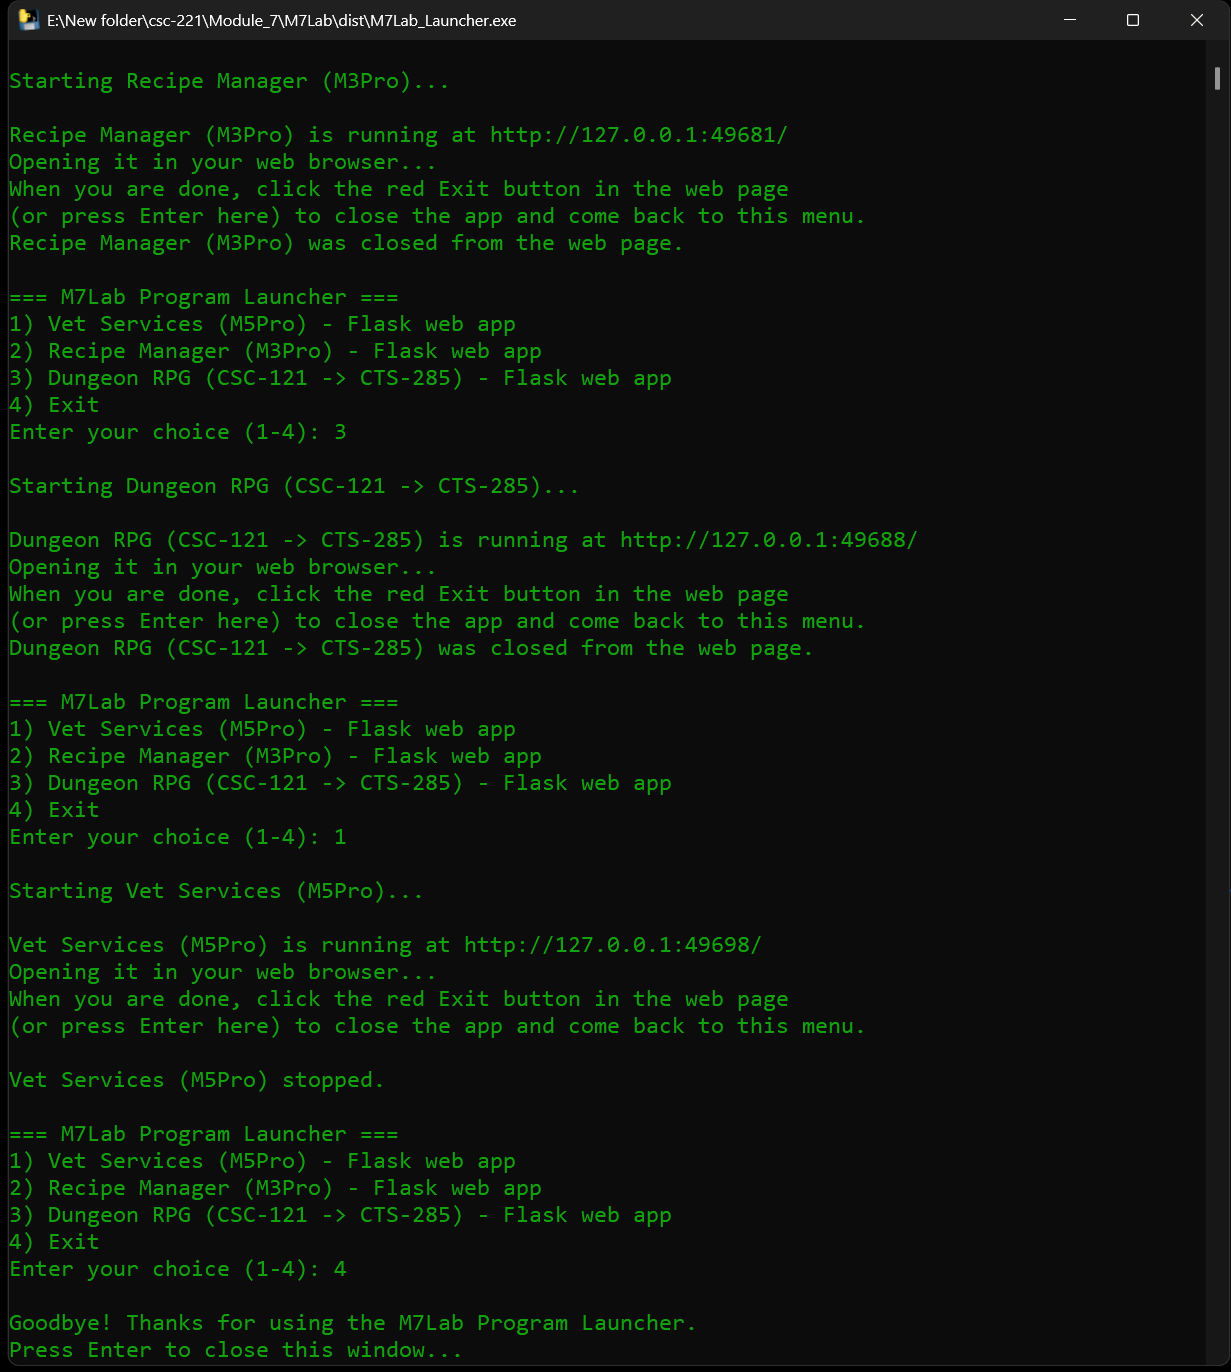 E:\New folder\csc-221\Module_7\M7Lab\dist\M7Lab_Launcher.exe
Starting Recipe Manager (M3Pro)...
Recipe Manager (M3Pro) is running at http://127.0.0.1:49681/
Opening it in your web browser...
When you are done, click the red Exit button in the web page
(or press Enter here) to close the app and come back to this menu.
Recipe Manager (M3Pro) was closed from the web page.
=== M7Lab Program Launcher ===
1) Vet Services (M5Pro) - Flask web app
2) Recipe Manager (M3Pro) - Flask web app
3) Dungeon RPG (CSC-121 -> CTS-285) - Flask web app
4) Exit
Enter your choice (1-4): 3
Starting Dungeon RPG (CSC-121 -> CTS-285)...
Dungeon RPG (CSC-121 -> CTS-285) is running at http://127.0.0.1:49688/
Opening it in your web browser...
When you are done, click the red Exit button in the web page
(or press Enter here) to close the app and come back to this menu.
Dungeon RPG (CSC-121 -> CTS-285) was closed from the web page.
=== M7Lab Program Launcher ===
1) Vet Services (M5Pro) - Flask web app
2) Recipe Manager (M3Pro) - Flask web app
3) Dungeon RPG (CSC-121 -> CTS-285) - Flask web app
4) Exit
Enter your choice (1-4): 1
Starting Vet Services (M5Pro)...
Vet Services (M5Pro) is running at http://127.0.0.1:49698/
Opening it in your web browser...
When you are done, click the red Exit button in the web page
(or press Enter here) to close the app and come back to this menu.
Vet Services (M5Pro) stopped.
=== M7Lab Program Launcher ===
1) Vet Services (M5Pro) - Flask web app
2) Recipe Manager (M3Pro) - Flask web app
3) Dungeon RPG (CSC-121 -> CTS-285) - Flask web app
4) Exit
Enter your choice (1-4): 4
Goodbye! Thanks for using the M7Lab Program Launcher.
Press Enter to close this window...